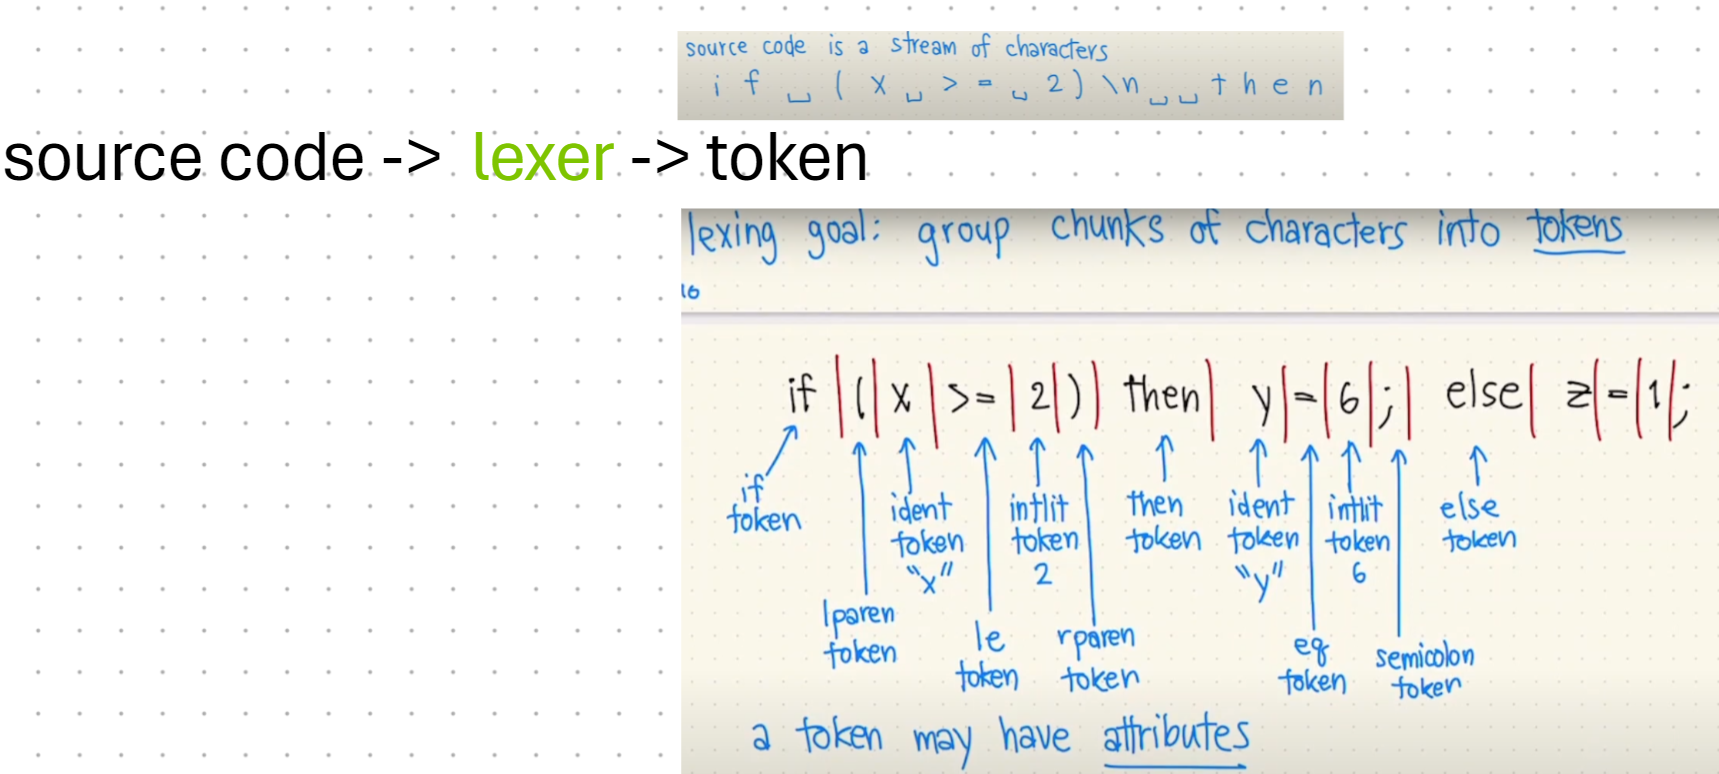 source code is a stream of characters
i f ␣ ( x ␣ > = ␣ 2 ) \n ␣ ␣ t h e n
source code -> lexer -> token
lexing goal: group chunks of characters into tokens
16
if | ( | x | >= | 2 | ) | then | y | = | 6 | ; | else | z | = | 1 | ;
if token
lparen token
ident token "x"
le token
intlit token 2
rparen token
then token
ident token "y"
eq token
intlit token 6
semicolon token
else token
a token may have attributes